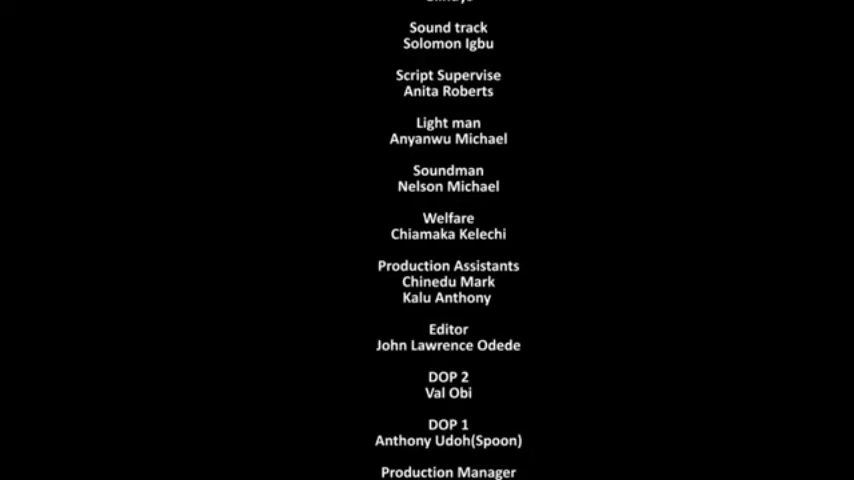 Sound track
Solomon Igbu
Script Supervise
Anita Roberts
Light man
Anyanwu Michael
Soundman
Nelson Michael
Welfare
Chiamaka Kelechi
Production Assistants
Chinedu Mark
Kalu Anthony
Editor
John Lawrence Odede
DOP 2
Val Obi
DOP 1
Anthony Udoh(Spoon)
Production Manager